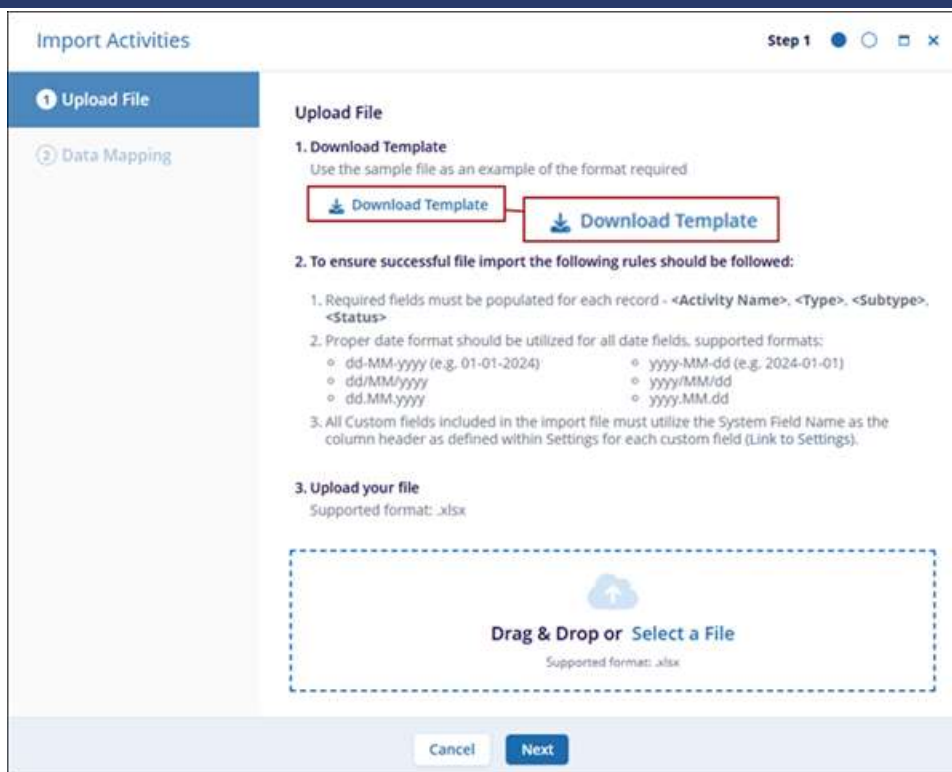 Import Activities
Step 1
1 Upload File
2 Data Mapping
Upload File
1. Download Template
Use the sample file as an example of the format required
Download Template
Download Template
2. To ensure successful file import the following rules should be followed:
1. Required fields must be populated for each record - <Activity Name>, <Type>, <Subtype>,
<Status>
2. Proper date format should be utilized for all date fields, supported formats:
dd-MM-yyyy (e.g. 01-01-2024)
yyyy-MM-dd (e.g. 2024-01-01)
dd/MM/yyyy
yyyy/MM/dd
dd.MM.yyyy
yyyy.MM.dd
3. All Custom fields included in the import file must utilize the System Field Name as the
column header as defined within Settings for each custom field (Link to Settings).
3. Upload your file
Supported format: .xlsx
Drag & Drop or Select a File
Supported format: .xlsx
Cancel
Next